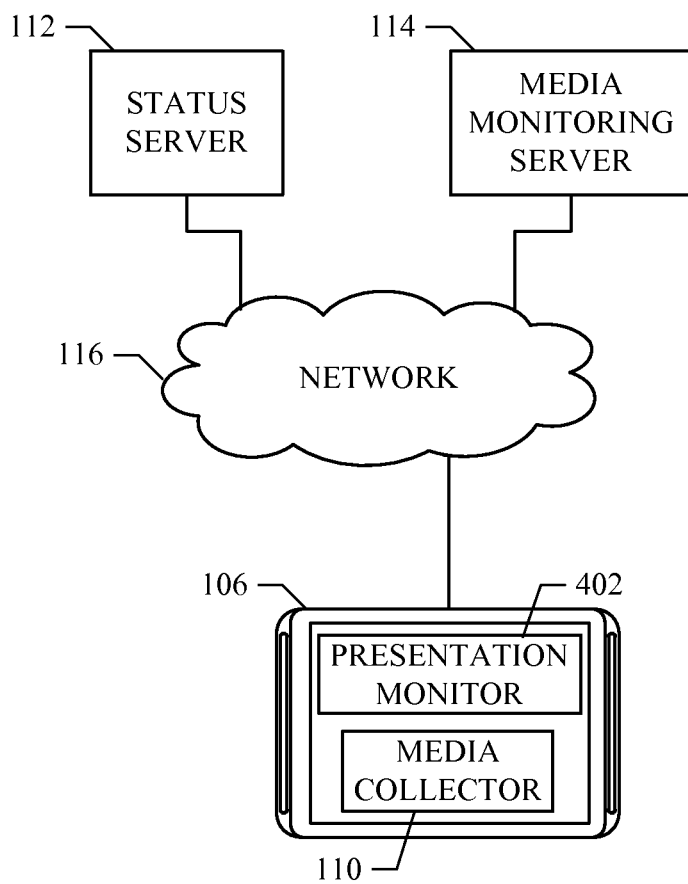 112
114
STATUS
SERVER
MEDIA
MONITORING
SERVER
116
NETWORK
106
402
PRESENTATION
MONITOR
MEDIA
COLLECTOR
110